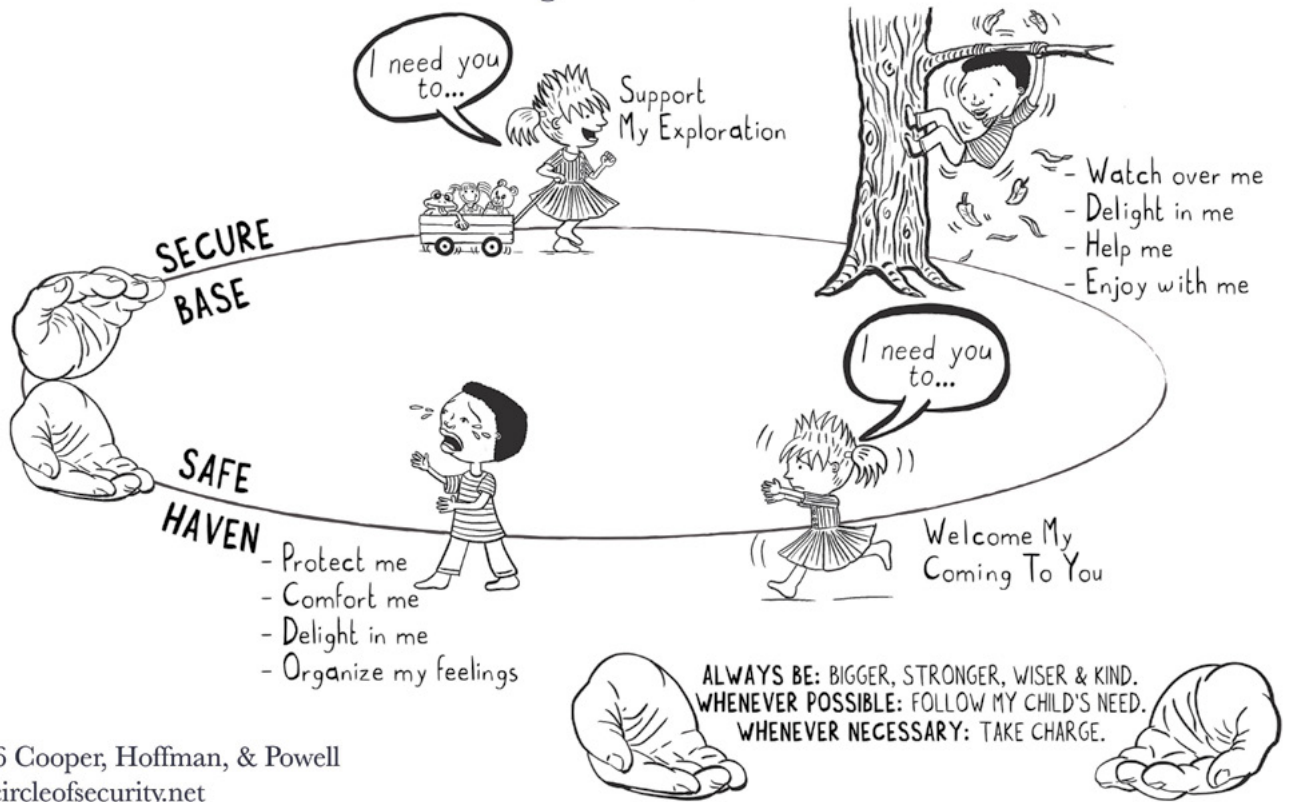 I need you
to...
Support
My Exploration
- Watch over me
- Delight in me
- Help me
- Enjoy with me
SECURE
BASE
I need you
to...
SAFE
HAVEN
- Protect me
- Comfort me
- Delight in me
- Organize my feelings
Welcome My
Coming To You
ALWAYS BE: BIGGER, STRONGER, WISER & KIND.
WHENEVER POSSIBLE: FOLLOW MY CHILD'S NEED.
WHENEVER NECESSARY: TAKE CHARGE.
6 Cooper, Hoffman, & Powell
circleofsecurity.net